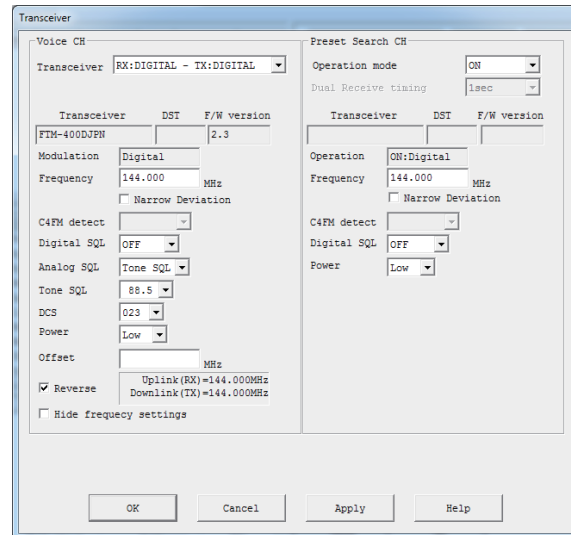 Transceiver
Voice CH
Transceiver RX:DIGITAL - TX:DIGITAL
Transceiver DST F/W version
FTM-400DJPN 2.3
Modulation Digital
Frequency 144.000 MHz
Narrow Deviation
C4FM detect
Digital SQL OFF
Analog SQL Tone SQL
Tone SQL 88.5
DCS 023
Power Low
Offset MHz
Reverse Uplink(RX)=144.000MHz
Downlink(TX)=144.000MHz
Hide frequecy settings
Preset Search CH
Operation mode ON
Dual Receive timing 1sec
Transceiver DST F/W version
Operation ON:Digital
Frequency 144.000 MHz
Narrow Deviation
C4FM detect
Digital SQL OFF
Power Low
OK Cancel Apply Help